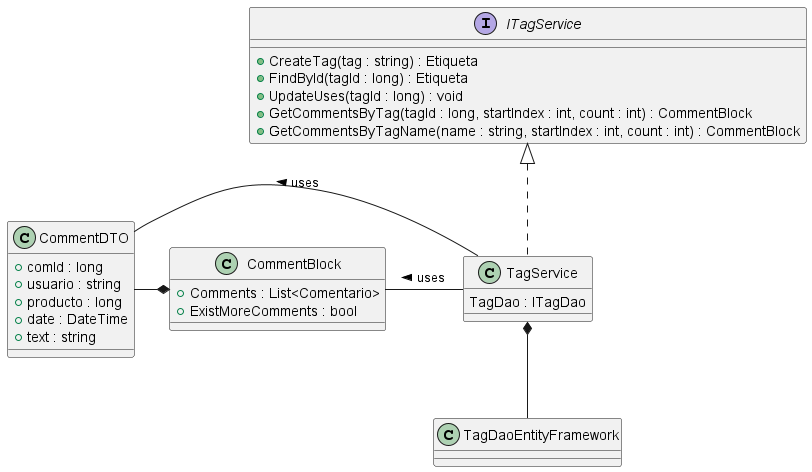 I ITagService
CreateTag(tag : string) : Etiqueta
FindById(tagId : long) : Etiqueta
UpdateUses(tagId : long) : void
GetCommentsByTag(tagId : long, startIndex : int, count : int) : CommentBlock
GetCommentsByTagName(name : string, startIndex : int, count : int) : CommentBlock
uses
C CommentDTO
comId : long
usuario : string
producto : long
date : DateTime
text : string
C CommentBlock
Comments : List<Comentario>
ExistMoreComments : bool
uses
C TagService
TagDao : ITagDao
C TagDaoEntityFramework